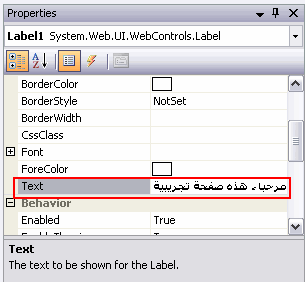 Properties
Label1 System.Web.UI.WebControls.Label
BorderColor
BorderStyle NotSet
BorderWidth
CssClass
Font
ForeColor
Text مرحبا، هذه صفحة تجريبية
Behavior
Enabled True
Text
The text to be shown for the Label.